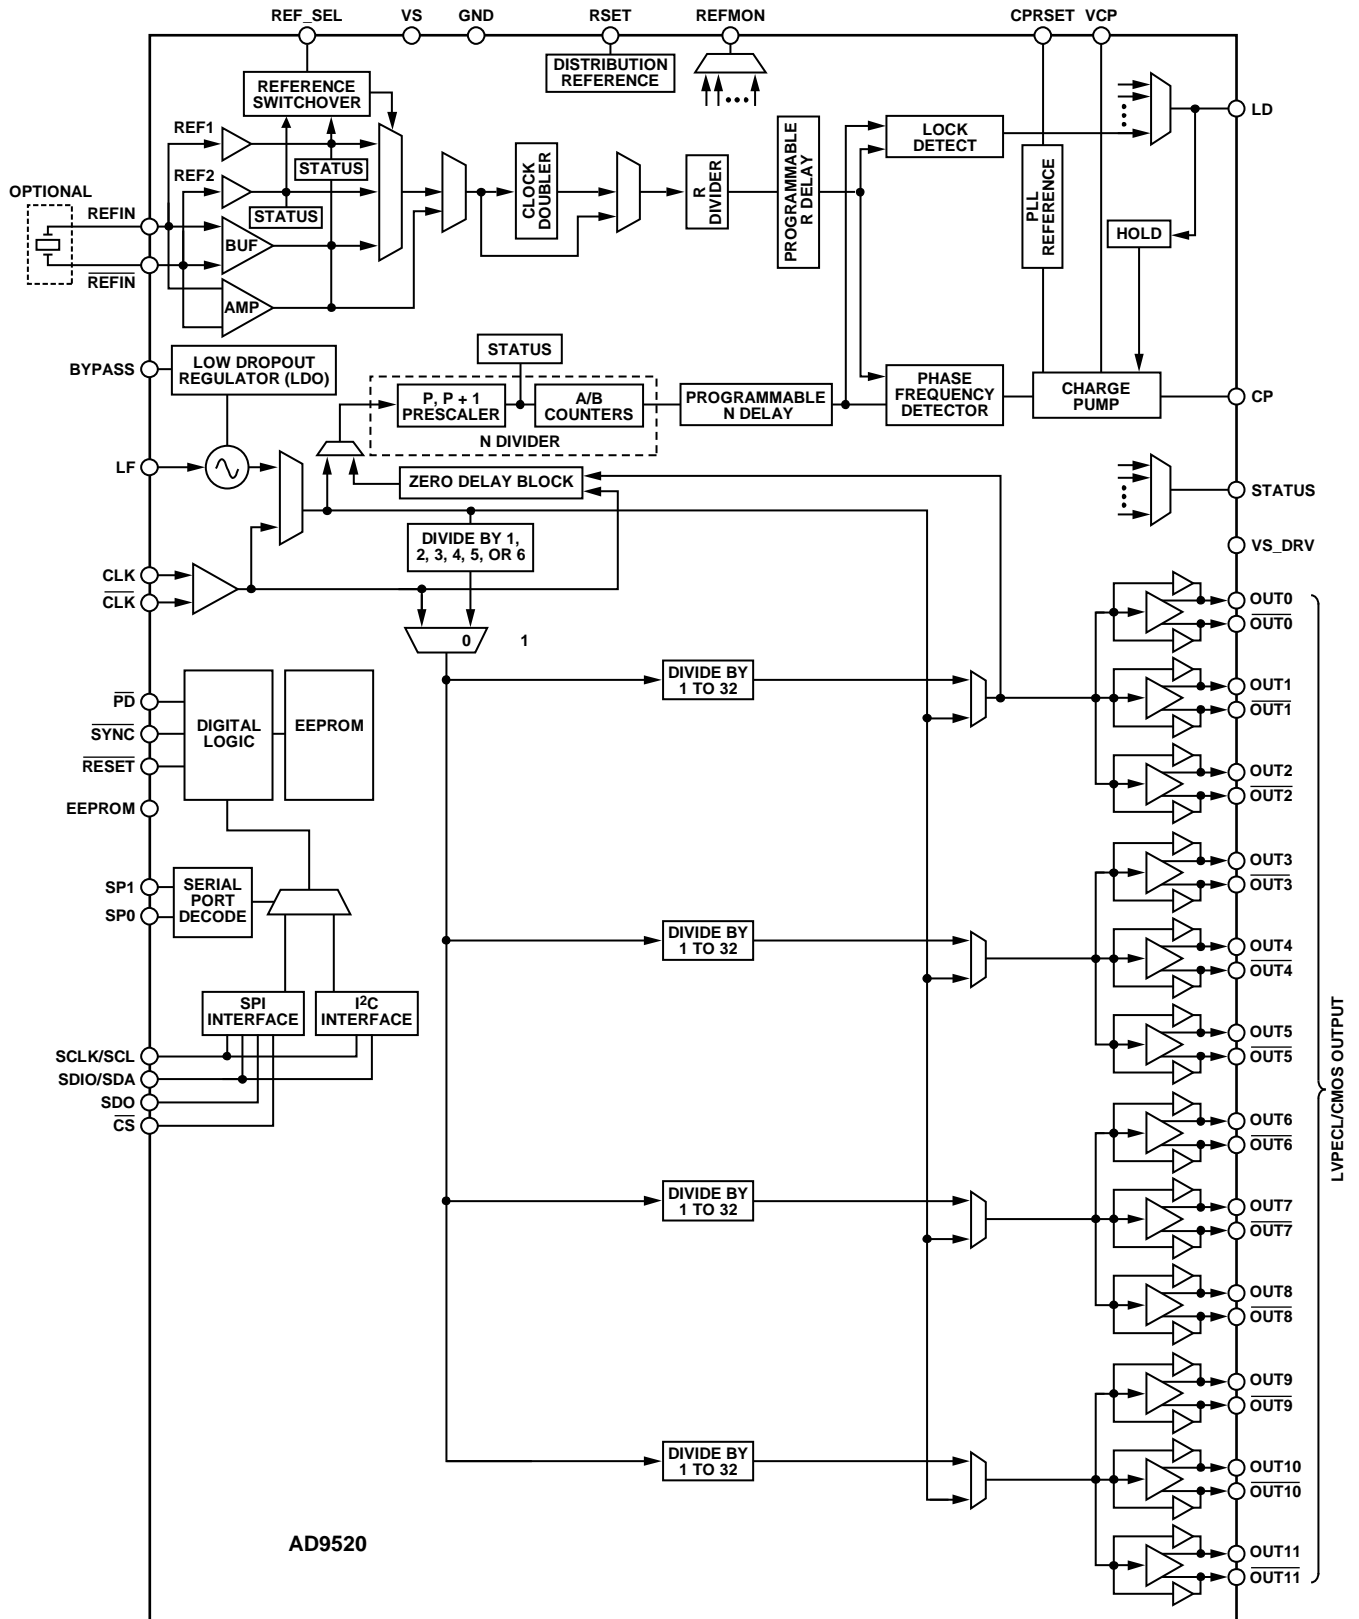 REF_SEL VS GND RSET REFMON CPRSET VCP
DISTRIBUTION
REFERENCE
REFERENCE
SWITCHOVER
REF1
STATUS
REF2
STATUS
OPTIONAL
REFIN
REFIN
BUF
AMP
CLOCK
DOUBLER
R
DIVIDER
PROGRAMMABLE
R DELAY
LOCK
DETECT
PLL
REFERENCE
LD
HOLD
BYPASS
LOW DROPOUT
REGULATOR (LDO)
STATUS
P, P + 1
PRESCALER
A/B
COUNTERS
N DIVIDER
PROGRAMMABLE
N DELAY
PHASE
FREQUENCY
DETECTOR
CHARGE
PUMP
CP
LF
ZERO DELAY BLOCK
STATUS
DIVIDE BY 1,
2, 3, 4, 5, OR 6
VS_DRV
CLK
CLK
0 1
OUT0
OUT0
DIVIDE BY
1 TO 32
OUT1
OUT1
OUT2
OUT2
PD
SYNC
RESET
DIGITAL
LOGIC
EEPROM
EEPROM
SP1
SP0
SERIAL
PORT
DECODE
OUT3
OUT3
DIVIDE BY
1 TO 32
OUT4
OUT4
OUT5
OUT5
SPI
INTERFACE
I2C
INTERFACE
SCLK/SCL
SDIO/SDA
SDO
CS
LVPECL/CMOS OUTPUT
OUT6
OUT6
DIVIDE BY
1 TO 32
OUT7
OUT7
OUT8
OUT8
OUT9
OUT9
DIVIDE BY
1 TO 32
OUT10
OUT10
OUT11
OUT11
AD9520